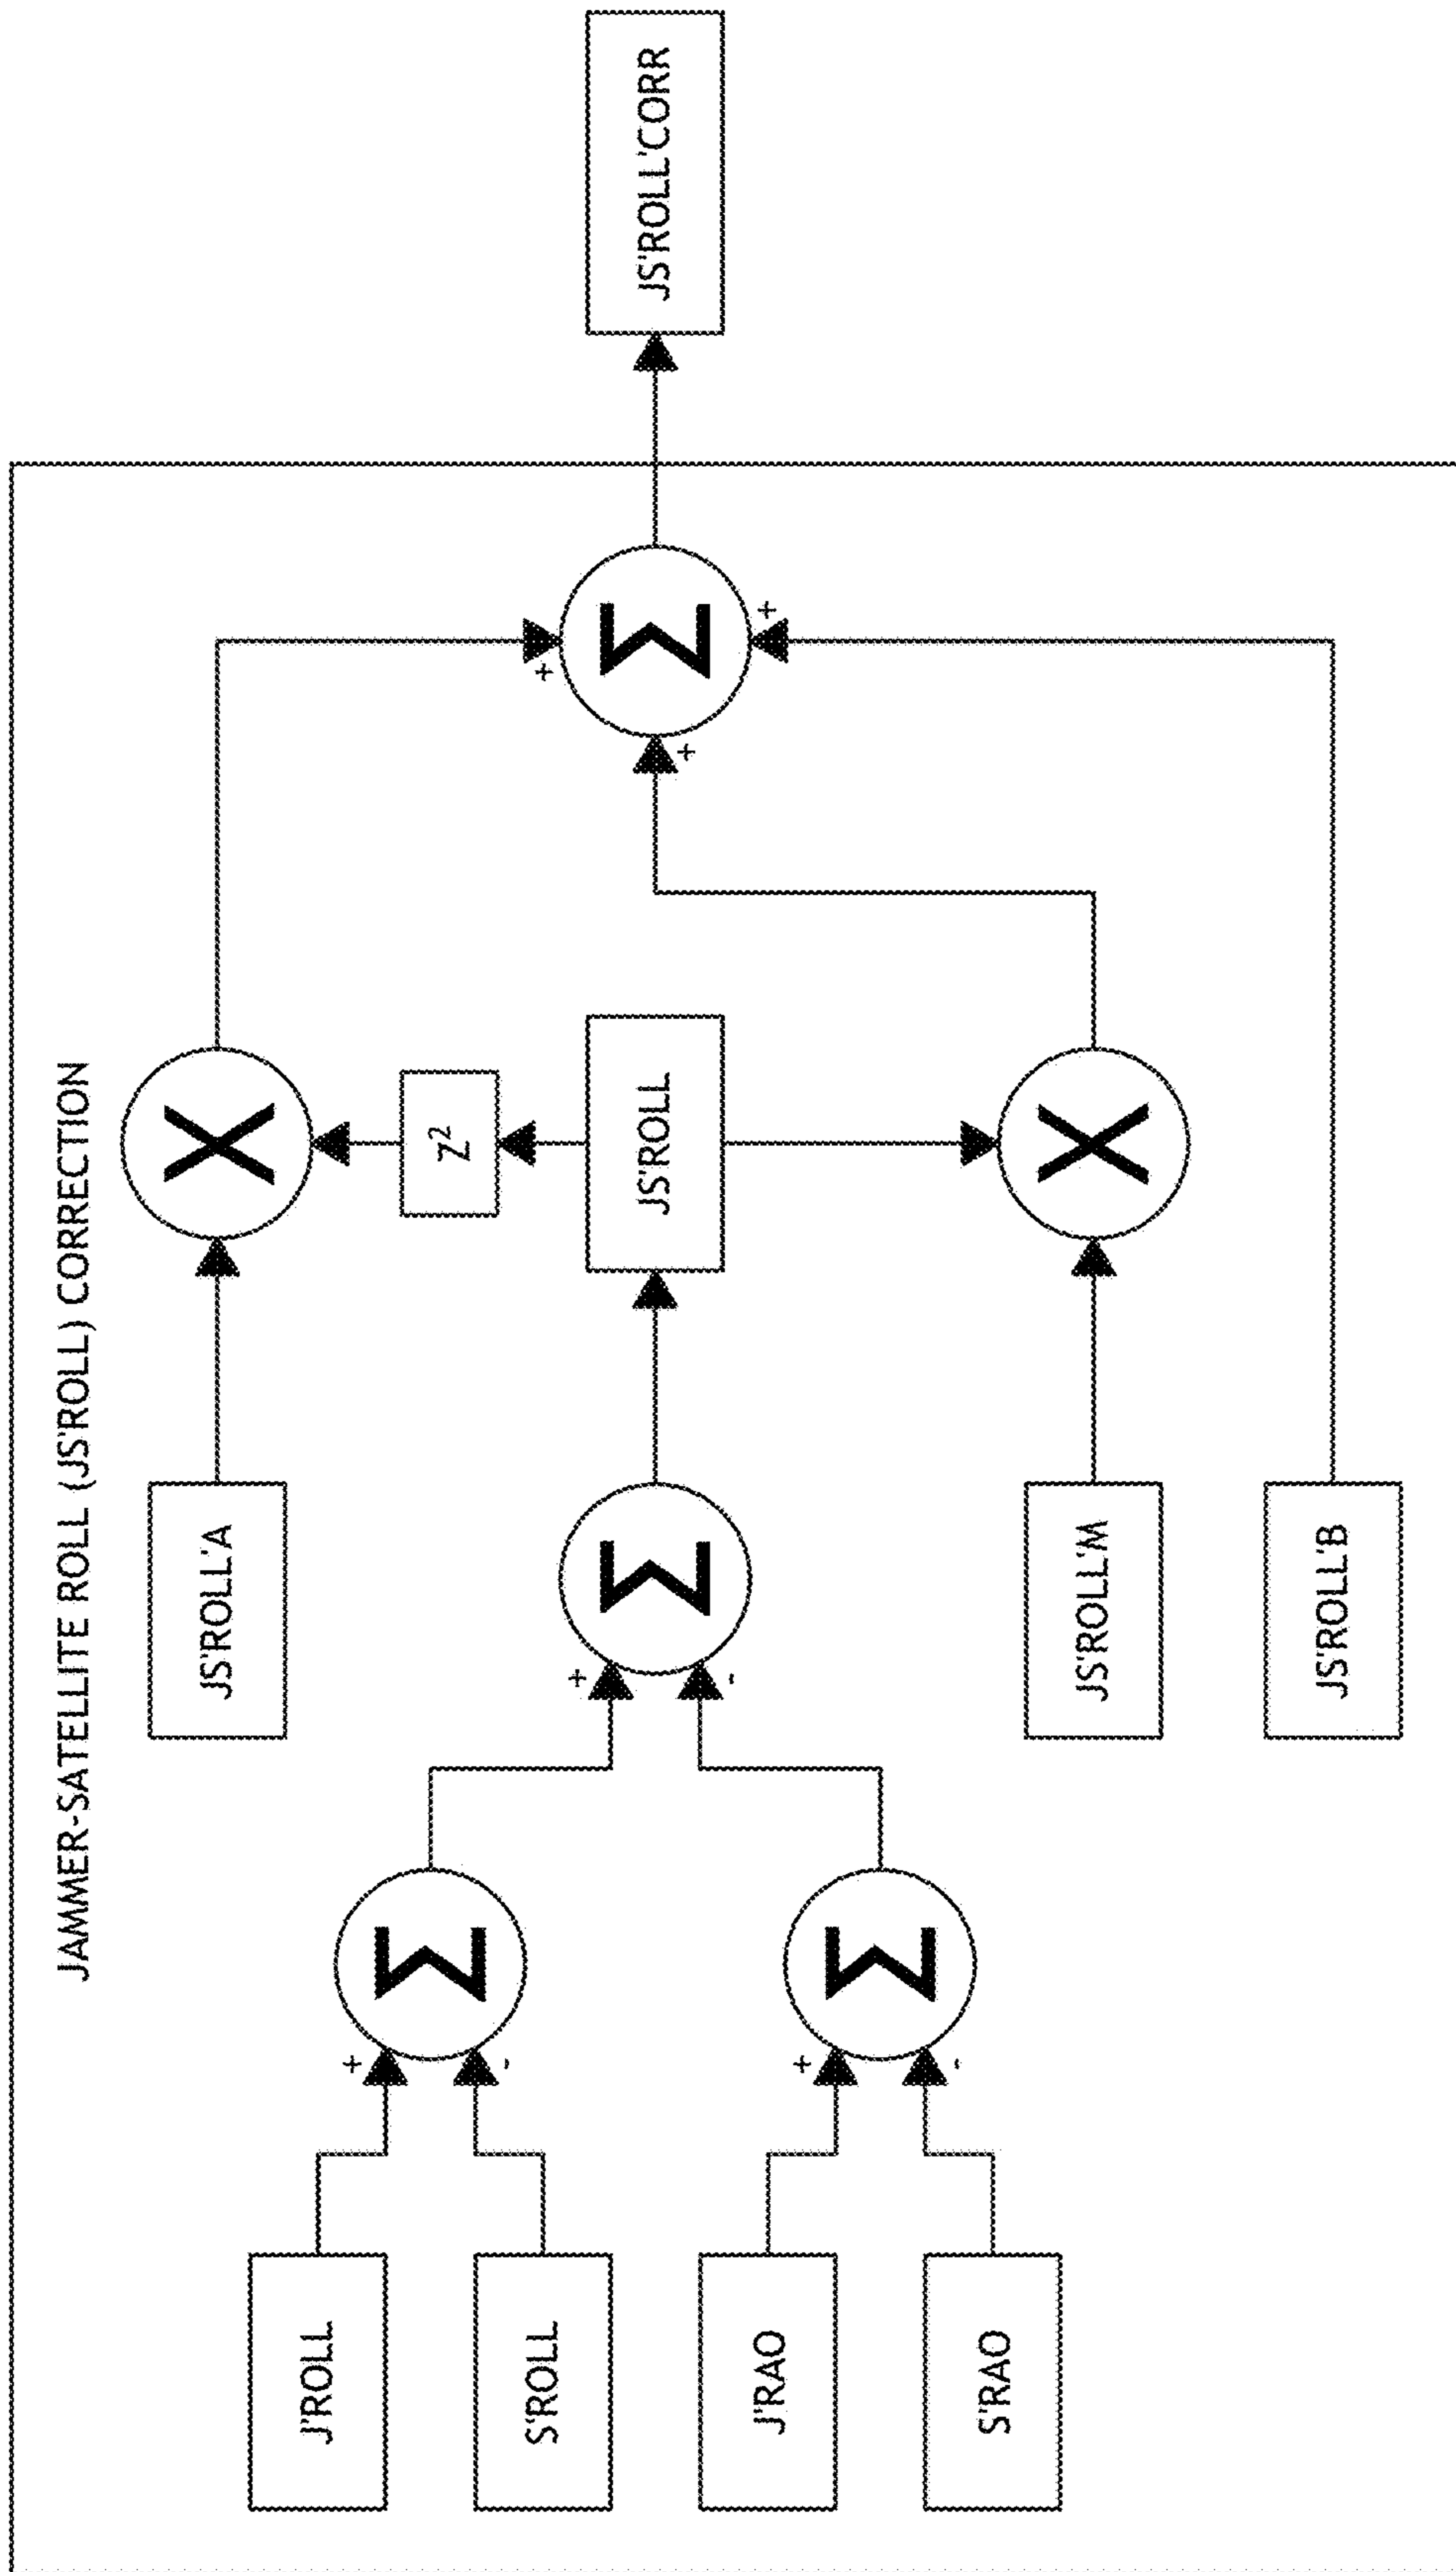 JAMMER-SATELLITE ROLL (JS'ROLL) CORRECTION
J'ROLL
+
S'ROLL
-
J'RAO
+
S'RAO
-
Σ
Σ
+
-
Σ
JS'ROLL'A
JS'ROLL'M
JS'ROLL'B
X
Z²
JS'ROLL
X
+
+
+
Σ
JS'ROLL'CORR